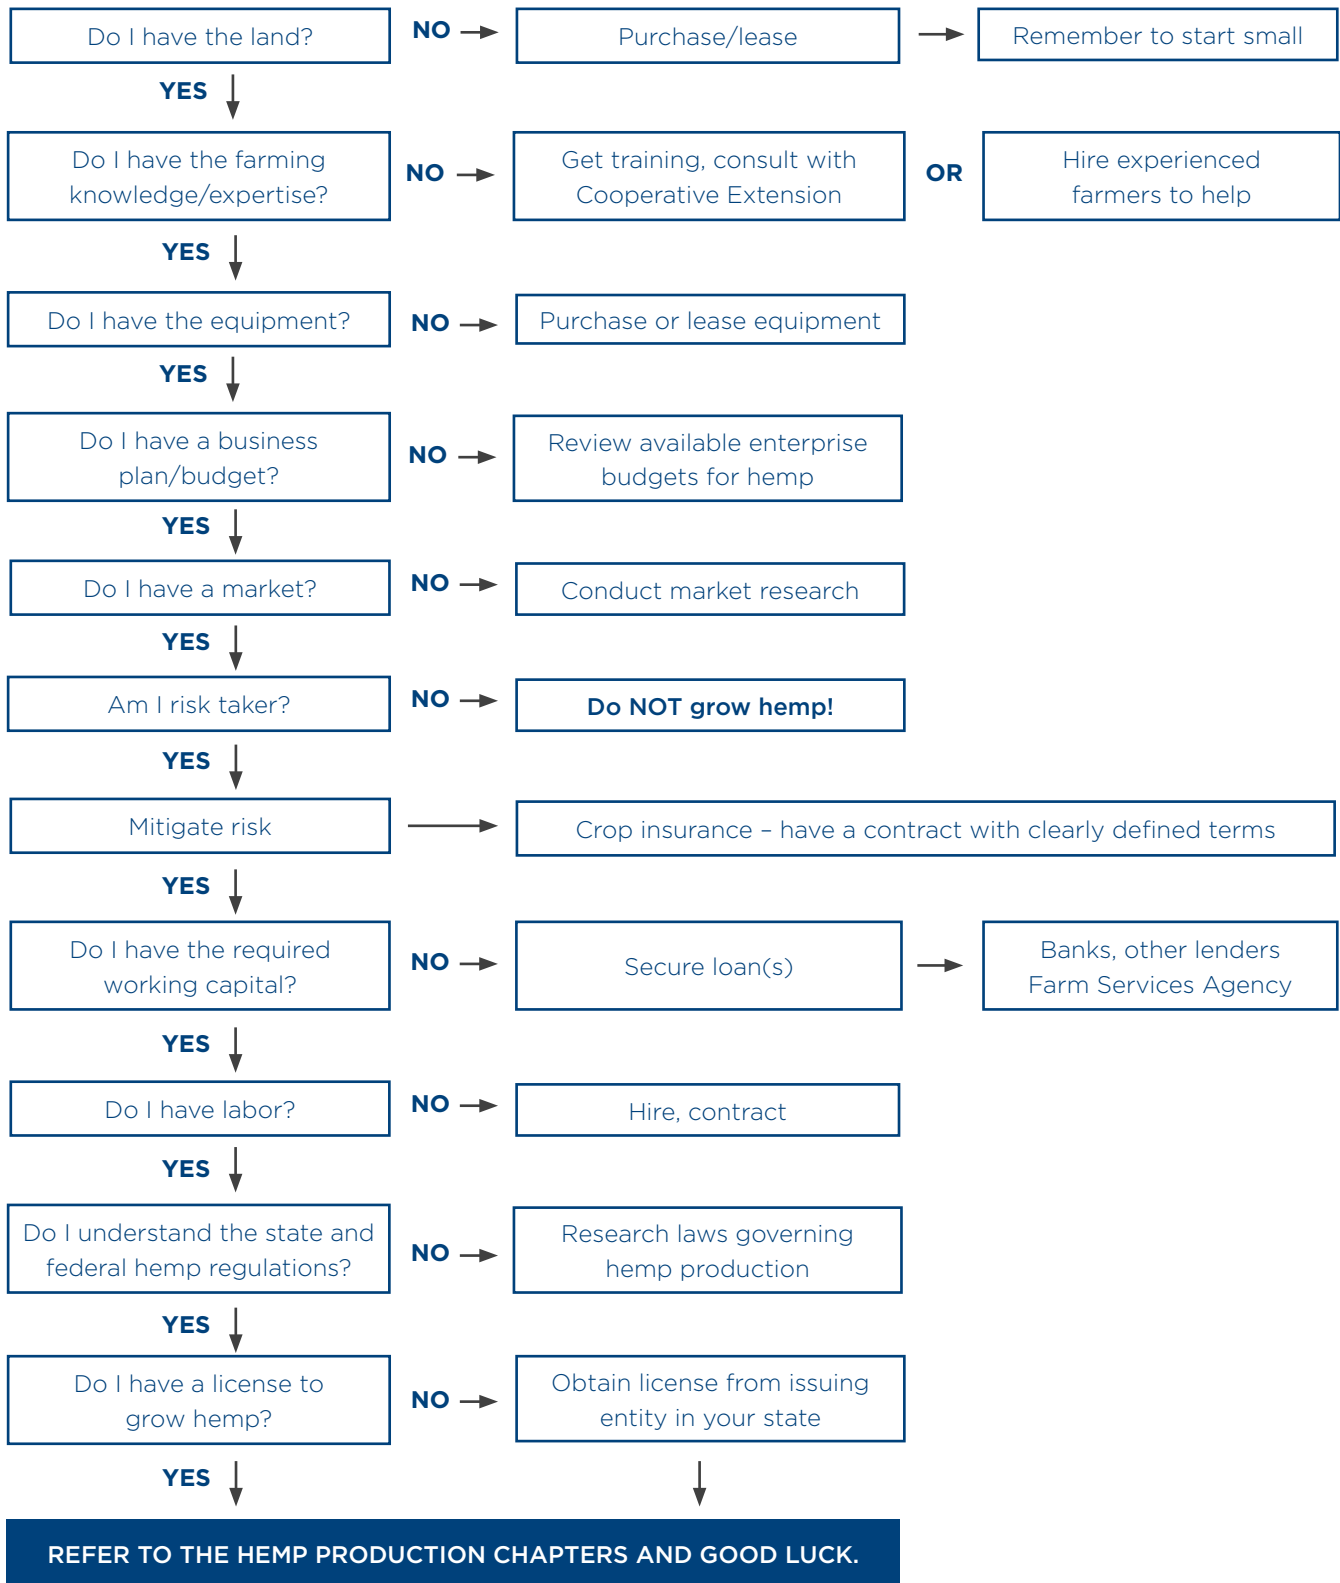 Do I have the land?
NO
Purchase/lease
Remember to start small
YES
Do I have the farming
knowledge/expertise?
NO
Get training, consult with
Cooperative Extension
OR
Hire experienced
farmers to help
YES
Do I have the equipment?
NO
Purchase or lease equipment
YES
Do I have a business
plan/budget?
NO
Review available enterprise
budgets for hemp
YES
Do I have a market?
NO
Conduct market research
YES
Am I risk taker?
NO
Do NOT grow hemp!
YES
Mitigate risk
Crop insurance – have a contract with clearly defined terms
YES
Do I have the required
working capital?
NO
Secure loan(s)
Banks, other lenders
Farm Services Agency
YES
Do I have labor?
NO
Hire, contract
YES
Do I understand the state and
federal hemp regulations?
NO
Research laws governing
hemp production
YES
Do I have a license to
grow hemp?
NO
Obtain license from issuing
entity in your state
YES
REFER TO THE HEMP PRODUCTION CHAPTERS AND GOOD LUCK.